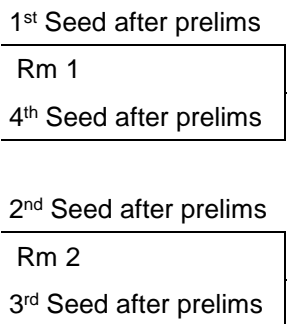 1st Seed after prelims
Rm 1
4th Seed after prelims
2nd Seed after prelims
Rm 2
3rd Seed after prelims